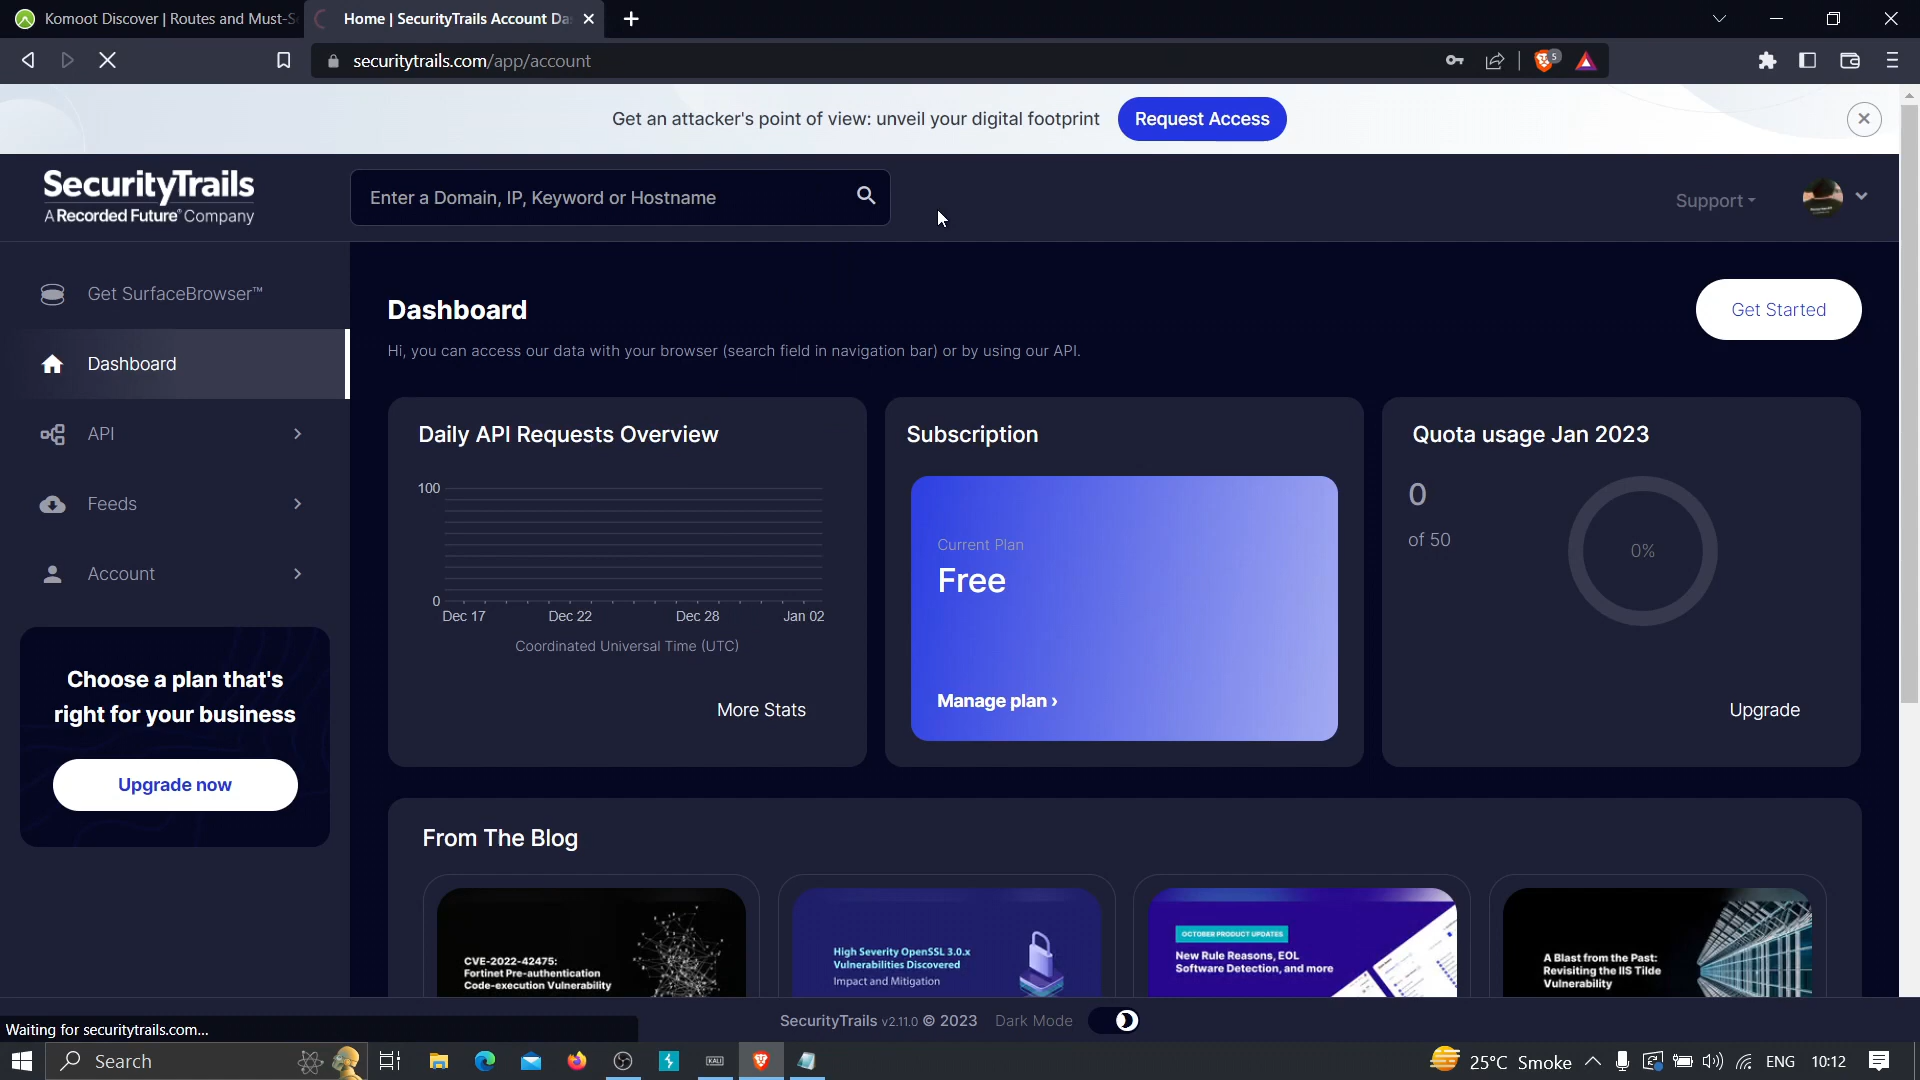 Komoot Discover | Routes and Must-S
Home | SecurityTrails Account Da
securitytrails.com/app/account
5
Get an attacker's point of view: unveil your digital footprint
Request Access
SecurityTrails
A Recorded Future® Company
Enter a Domain, IP, Keyword or Hostname
Support
Get SurfaceBrowser™
Dashboard
API
Feeds
Account
Choose a plan that's
right for your business
Upgrade now
Dashboard
Get Started
Hi, you can access our data with your browser (search field in navigation bar) or by using our API.
Daily API Requests Overview
100
0
Dec 17
Dec 22
Dec 28
Jan 02
Coordinated Universal Time (UTC)
More Stats
Subscription
Current Plan
Free
Manage plan ›
Quota usage Jan 2023
0
of 50
0%
Upgrade
From The Blog
CVE-2022-42475:
Fortinet Pre-authentication
Code-execution Vulnerability
High Severity OpenSSL 3.0.x
Vulnerabilities Discovered
Impact and Mitigation
OCTOBER PRODUCT UPDATES
New Rule Reasons, EOL
Software Detection, and more
A Blast from the Past:
Revisiting the IIS Tilde
Vulnerability
SecurityTrails v2.11.0 © 2023
Dark Mode
Waiting for securitytrails.com...
Search
KALI
25°C Smoke
ENG
10:12